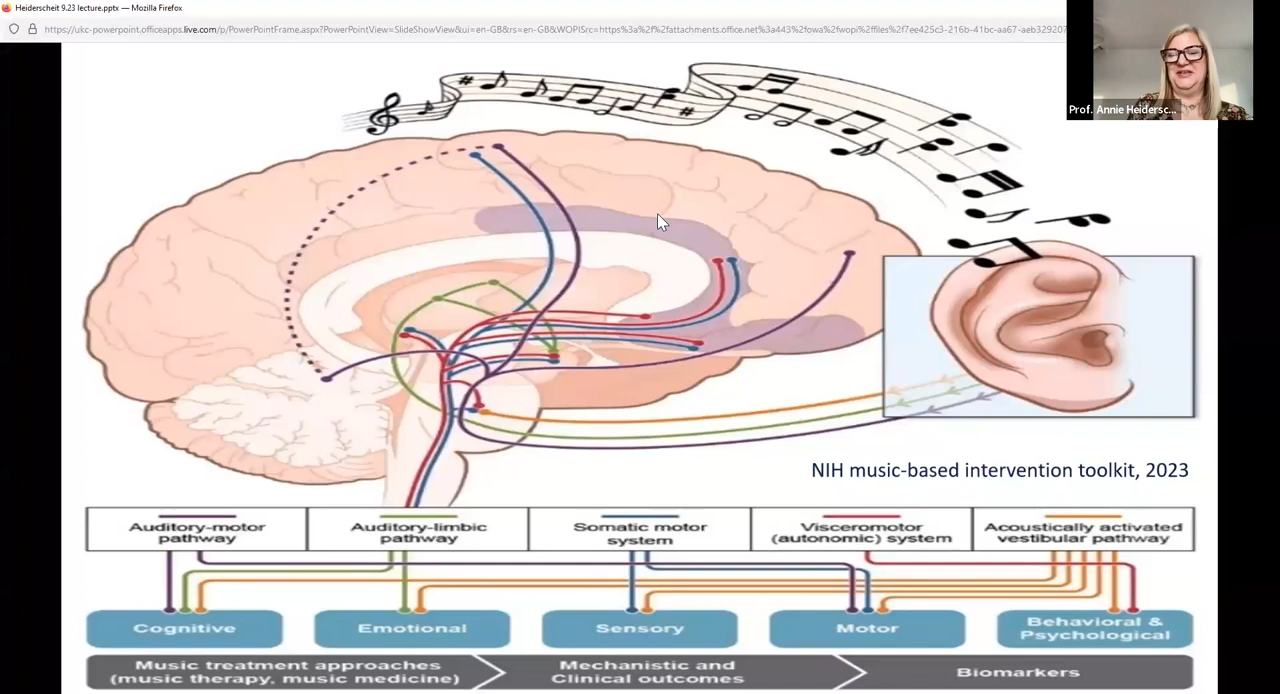 Heiderscheit 9.23 lecture.pptx — Mozilla Firefox
https://ukc-powerpoint.officeapps.live.com/p/PowerPointFrame.aspx?PowerPointView=SlideShowView&ui=en-GB&rs=en-GB&WOPISrc=https%3a%2f%2fattachments.office.net%3a443%2fowa%2fwopi%2ffiles%2f7ee425c3-216b-41bc-aa67-aeb329207
Prof. Annie Heidersc...
NIH music-based intervention toolkit, 2023
Auditory-motor
pathway
Auditory-limbic
pathway
Somatic motor
system
Visceromotor
(autonomic) system
Acoustically activated
vestibular pathway
Cognitive
Emotional
Sensory
Motor
Behavioral &
Psychological
Music treatment approaches
(music therapy, music medicine)
Mechanistic and
Clinical outcomes
Biomarkers